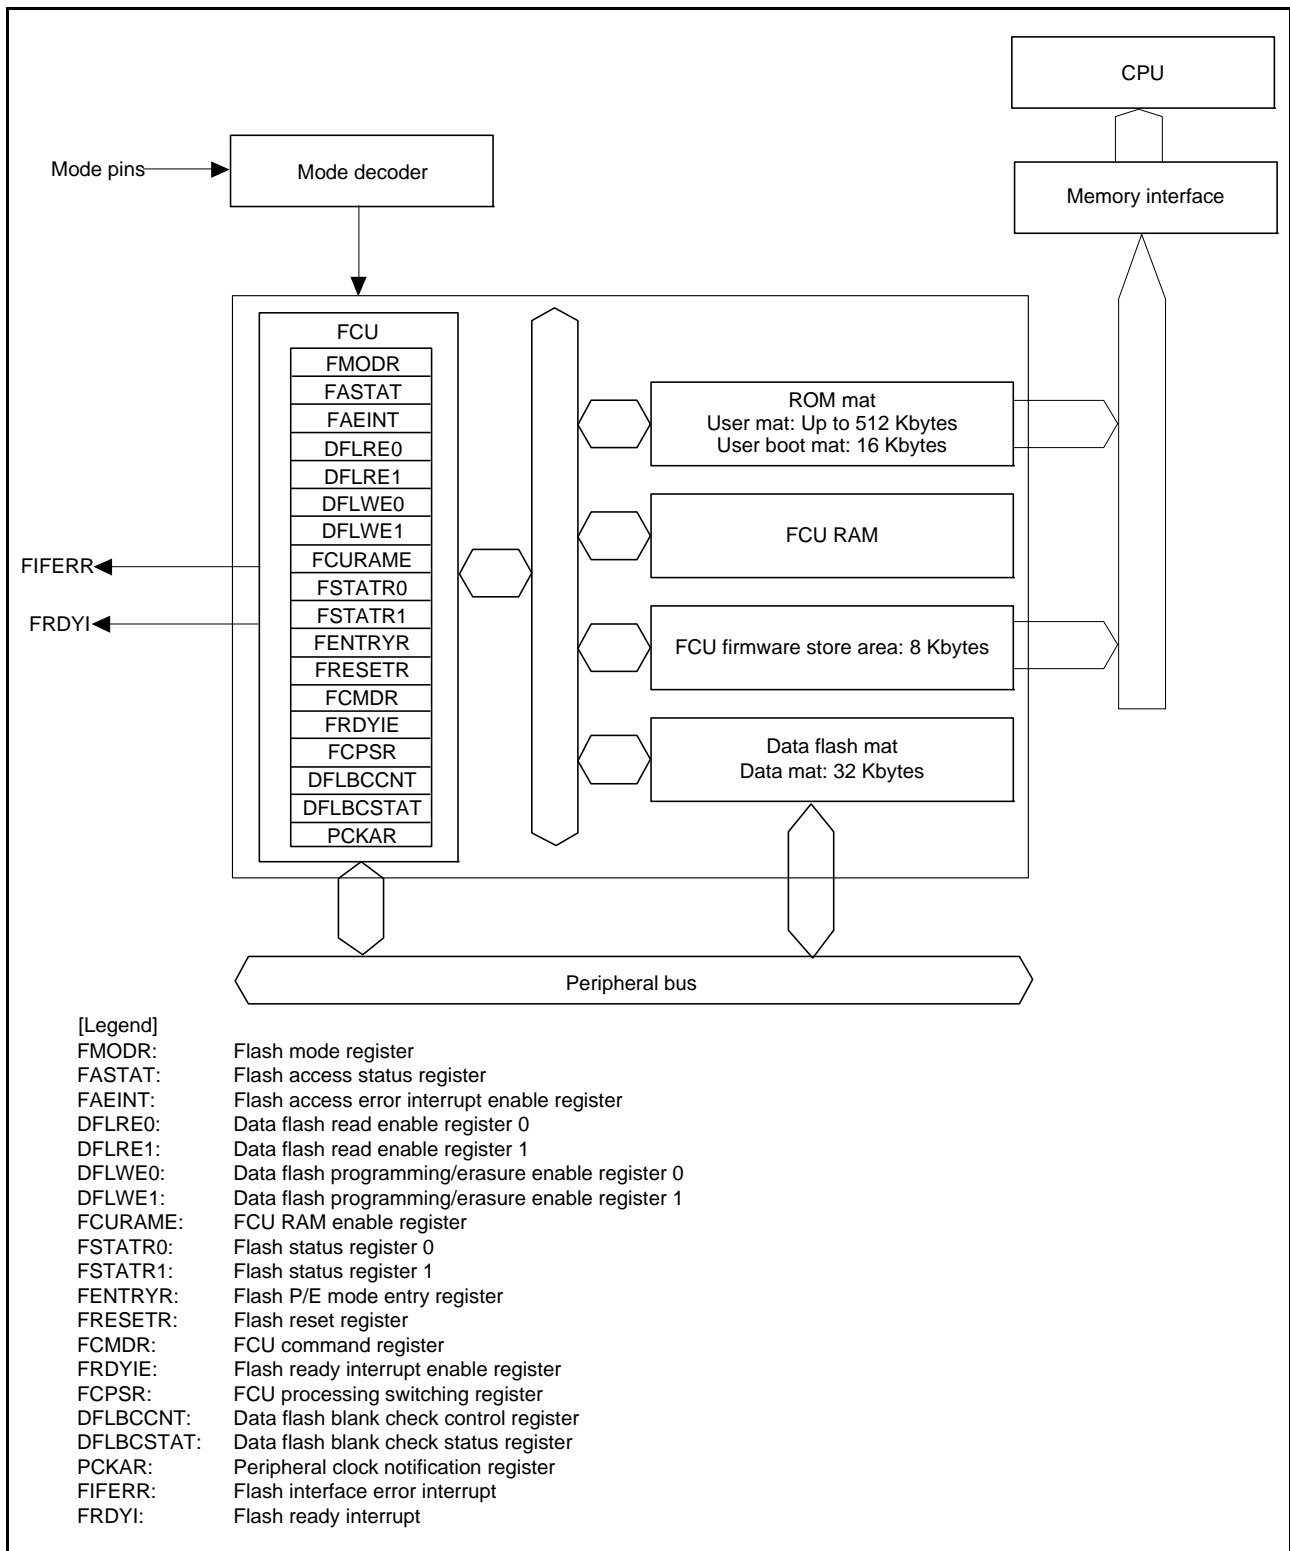 CPU
Mode pins
Mode decoder
Memory interface
FCU
FMODR
FASTAT
FAEINT
DFLRE0
DFLRE1
DFLWE0
DFLWE1
FCURAME
FSTATR0
FSTATR1
FENTRYR
FRESETR
FCMDR
FRDYIE
FCPSR
DFLBCCNT
DFLBCSTAT
PCKAR
FIFERR
FRDYI
ROM mat
User mat: Up to 512 Kbytes
User boot mat: 16 Kbytes
FCU RAM
FCU firmware store area: 8 Kbytes
Data flash mat
Data mat: 32 Kbytes
Peripheral bus
[Legend]
FMODR: Flash mode register
FASTAT: Flash access status register
FAEINT: Flash access error interrupt enable register
DFLRE0: Data flash read enable register 0
DFLRE1: Data flash read enable register 1
DFLWE0: Data flash programming/erasure enable register 0
DFLWE1: Data flash programming/erasure enable register 1
FCURAME: FCU RAM enable register
FSTATR0: Flash status register 0
FSTATR1: Flash status register 1
FENTRYR: Flash P/E mode entry register
FRESETR: Flash reset register
FCMDR: FCU command register
FRDYIE: Flash ready interrupt enable register
FCPSR: FCU processing switching register
DFLBCCNT: Data flash blank check control register
DFLBCSTAT: Data flash blank check status register
PCKAR: Peripheral clock notification register
FIFERR: Flash interface error interrupt
FRDYI: Flash ready interrupt